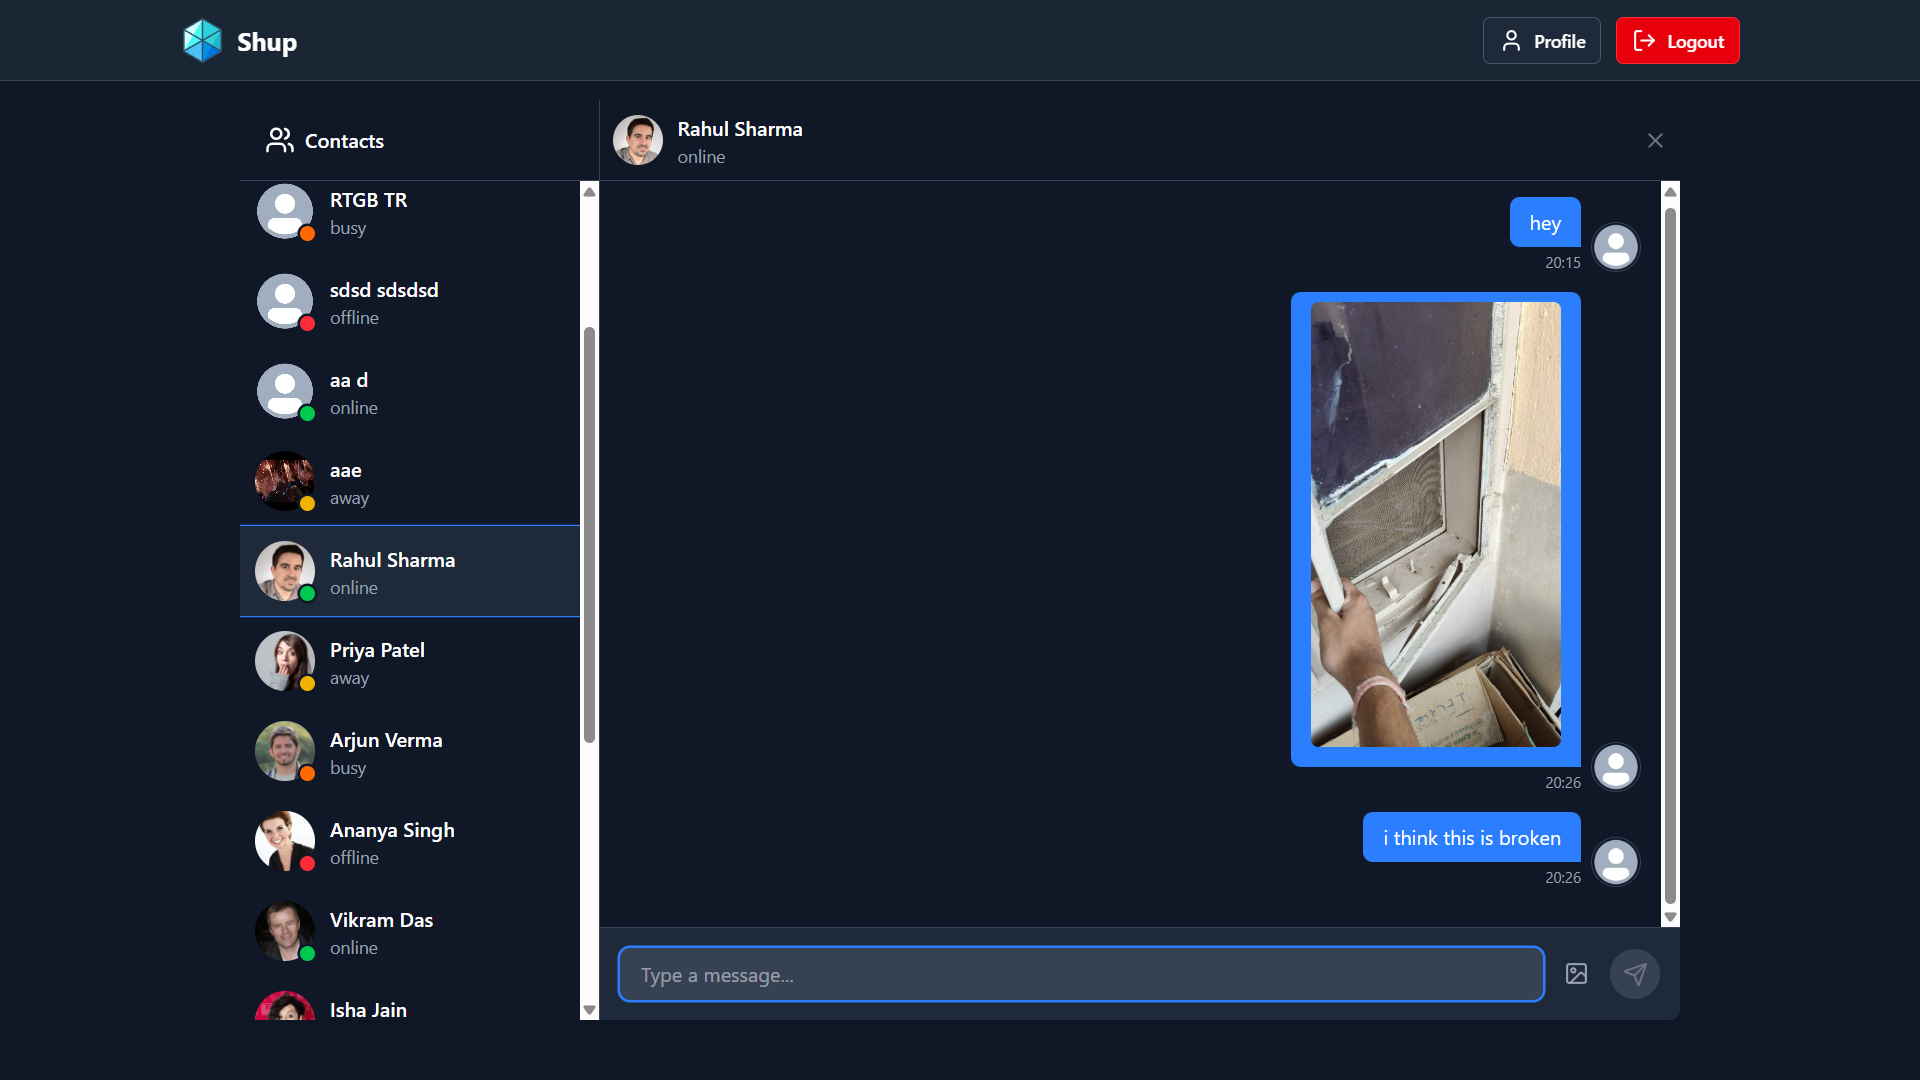 Shup
Profile
Logout
Contacts
RTGB TR
busy
sdsd sdsdsd
offline
aa d
online
aae
away
Rahul Sharma
online
Priya Patel
away
Arjun Verma
busy
Ananya Singh
offline
Vikram Das
online
Isha Jain
Rahul Sharma
online
hey
20:15
20:26
i think this is broken
20:26
Type a message...